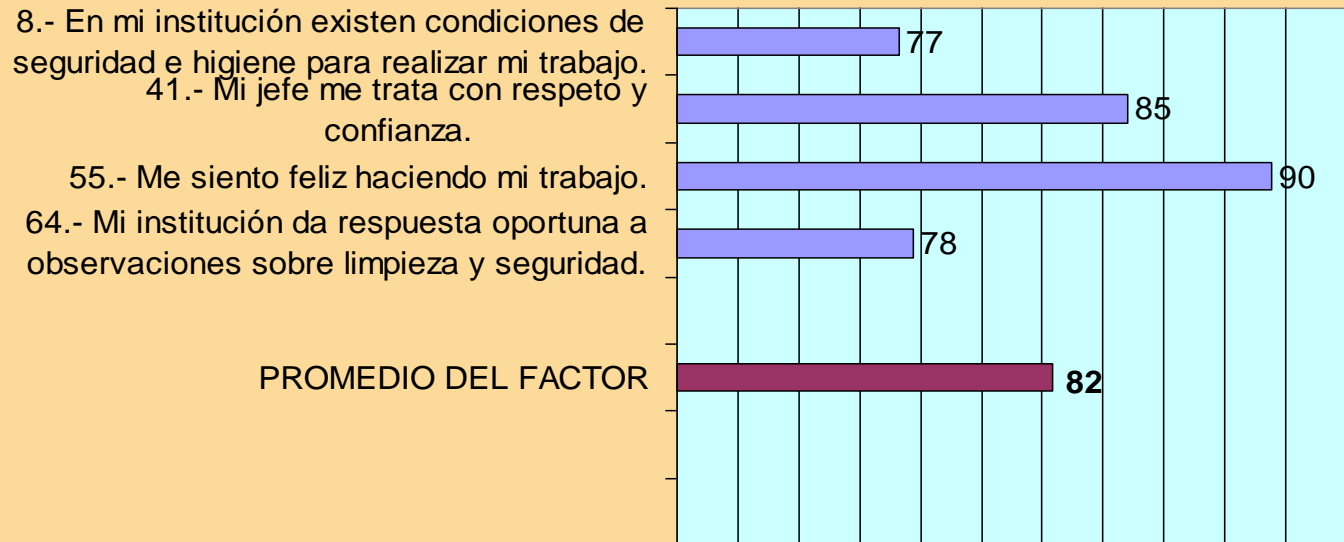 8.- En mi institución existen condiciones de
seguridad e higiene para realizar mi trabajo.
77
41.- Mi jefe me trata con respeto y
confianza.
85
55.- Me siento feliz haciendo mi trabajo.
90
64.- Mi institución da respuesta oportuna a
observaciones sobre limpieza y seguridad.
78
PROMEDIO DEL FACTOR
82